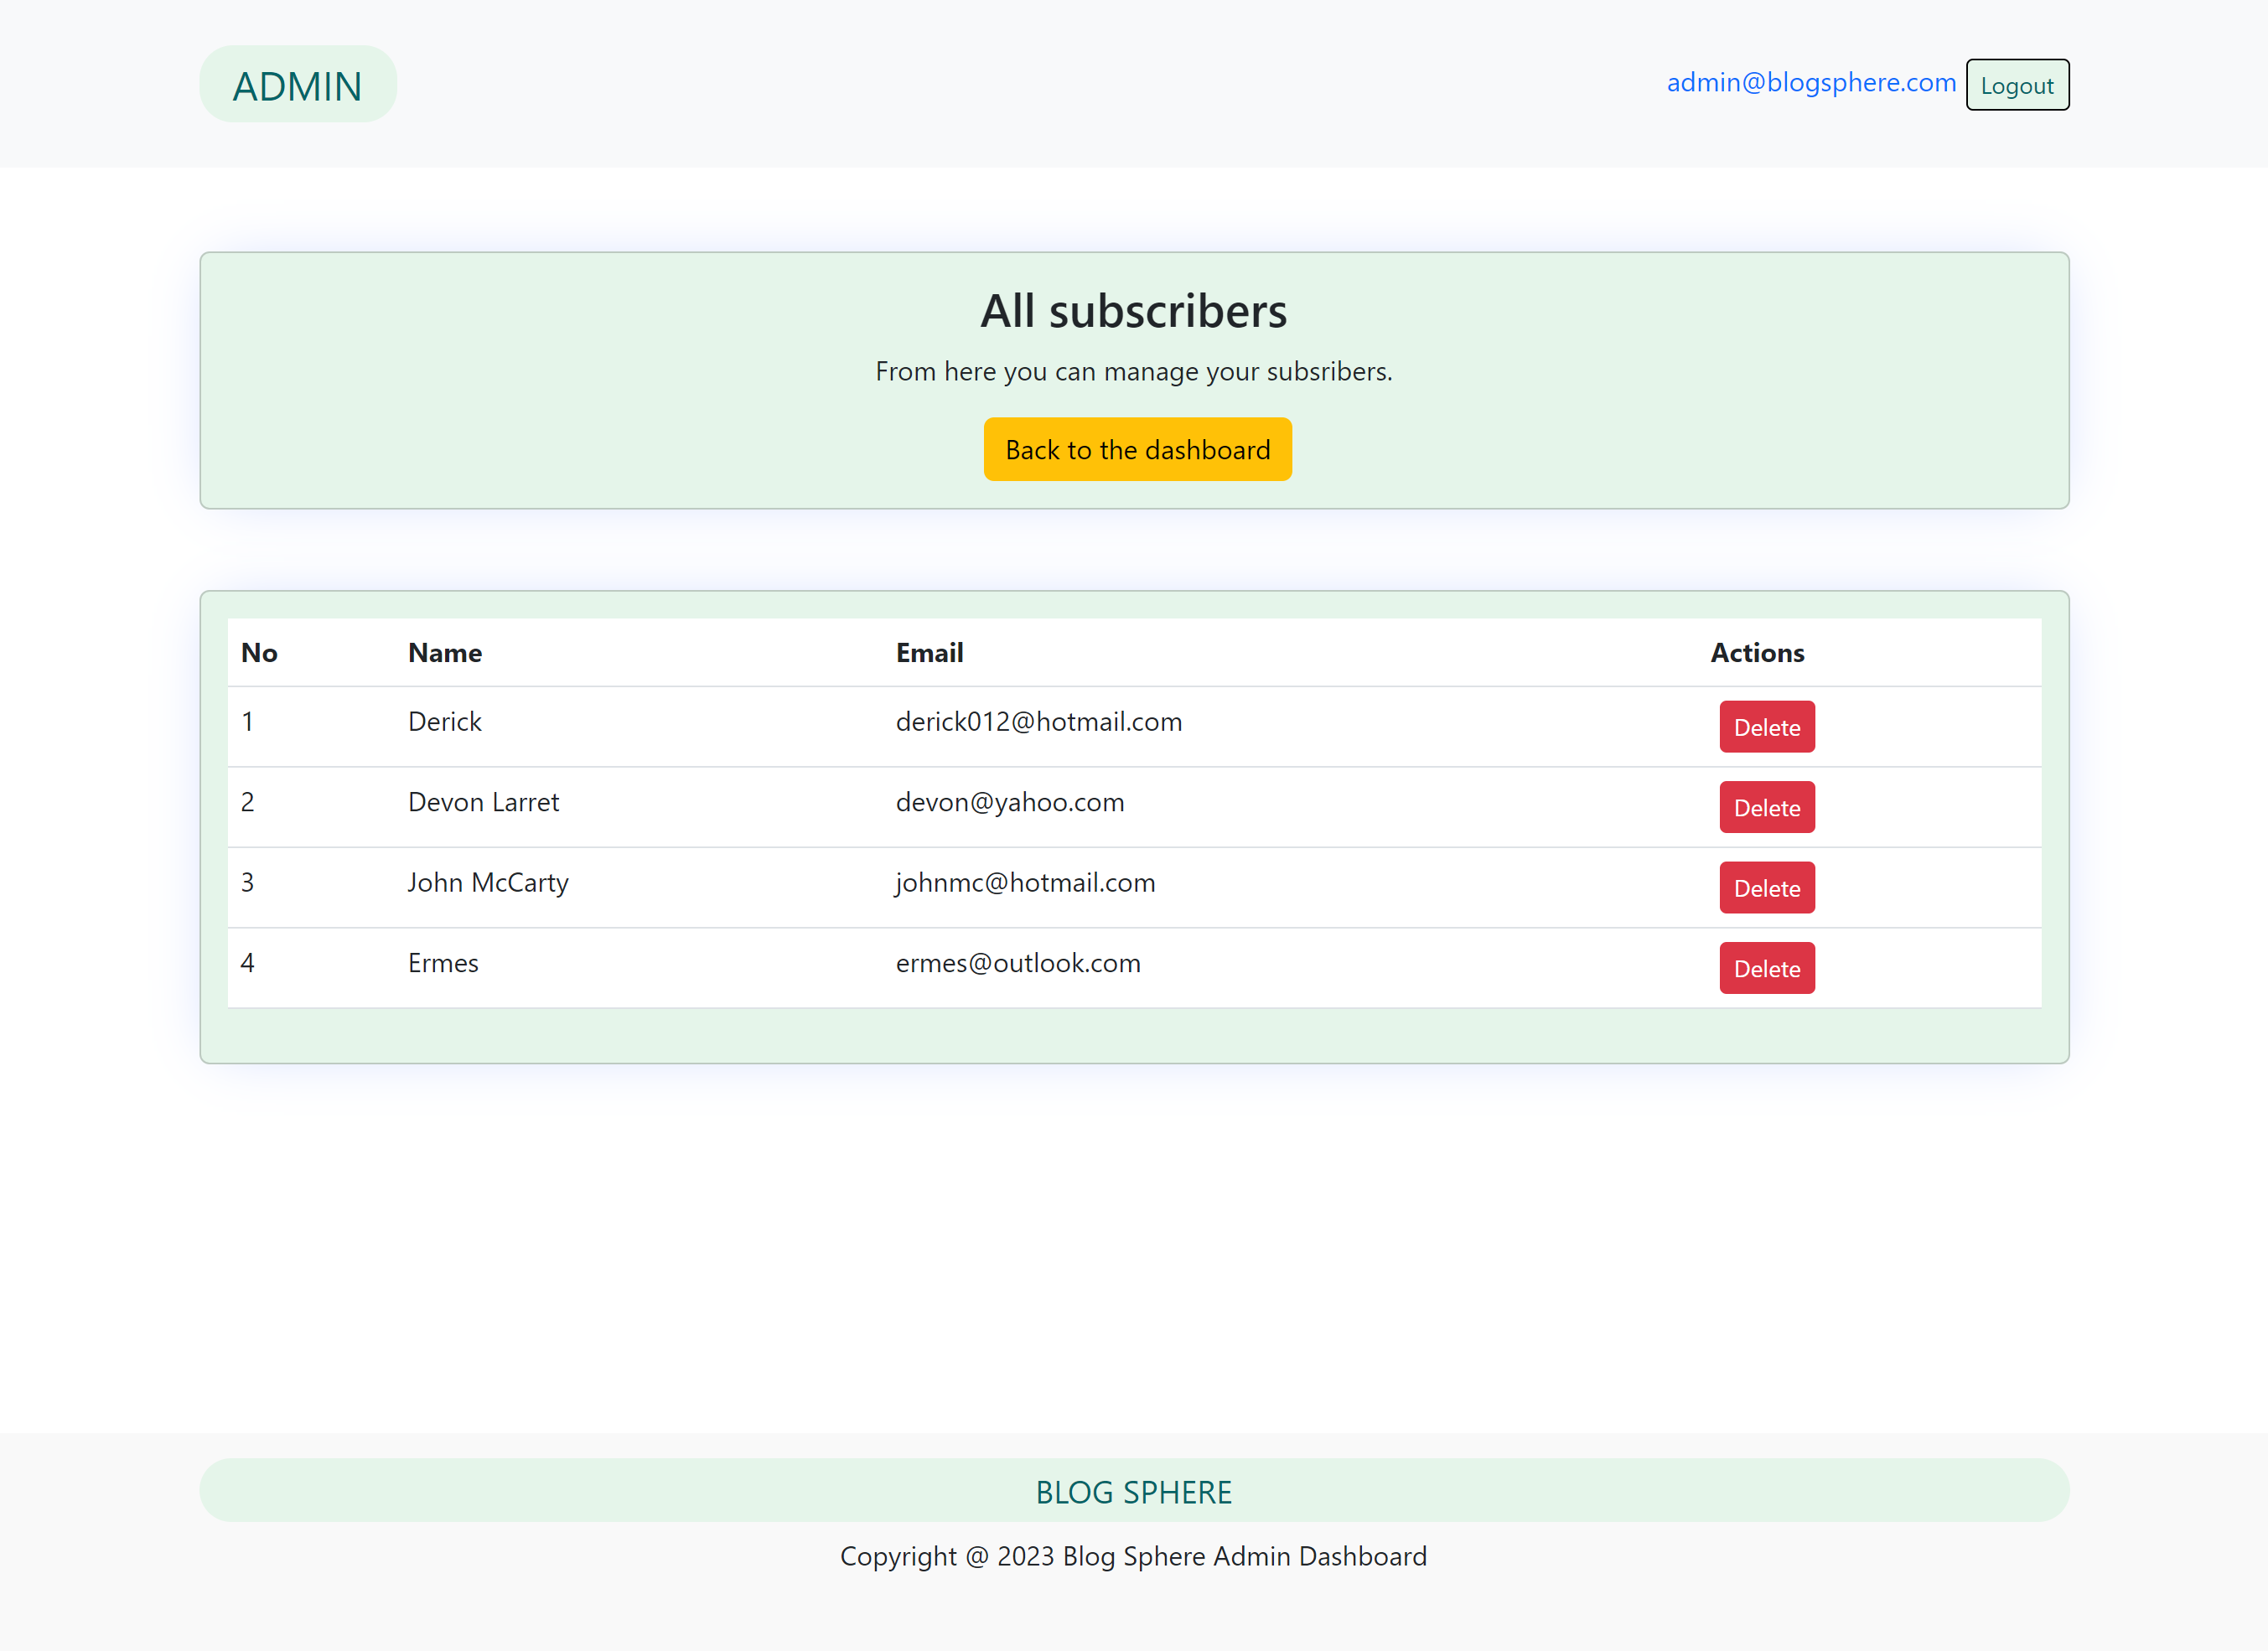 ADMIN
admin@blogsphere.com Logout
All subscribers
From here you can manage your subsribers.
Back to the dashboard
No Name Email Actions
1 Derick derick012@hotmail.com Delete
2 Devon Larret devon@yahoo.com Delete
3 John McCarty johnmc@hotmail.com Delete
4 Ermes ermes@outlook.com Delete
BLOG SPHERE
Copyright @ 2023 Blog Sphere Admin Dashboard